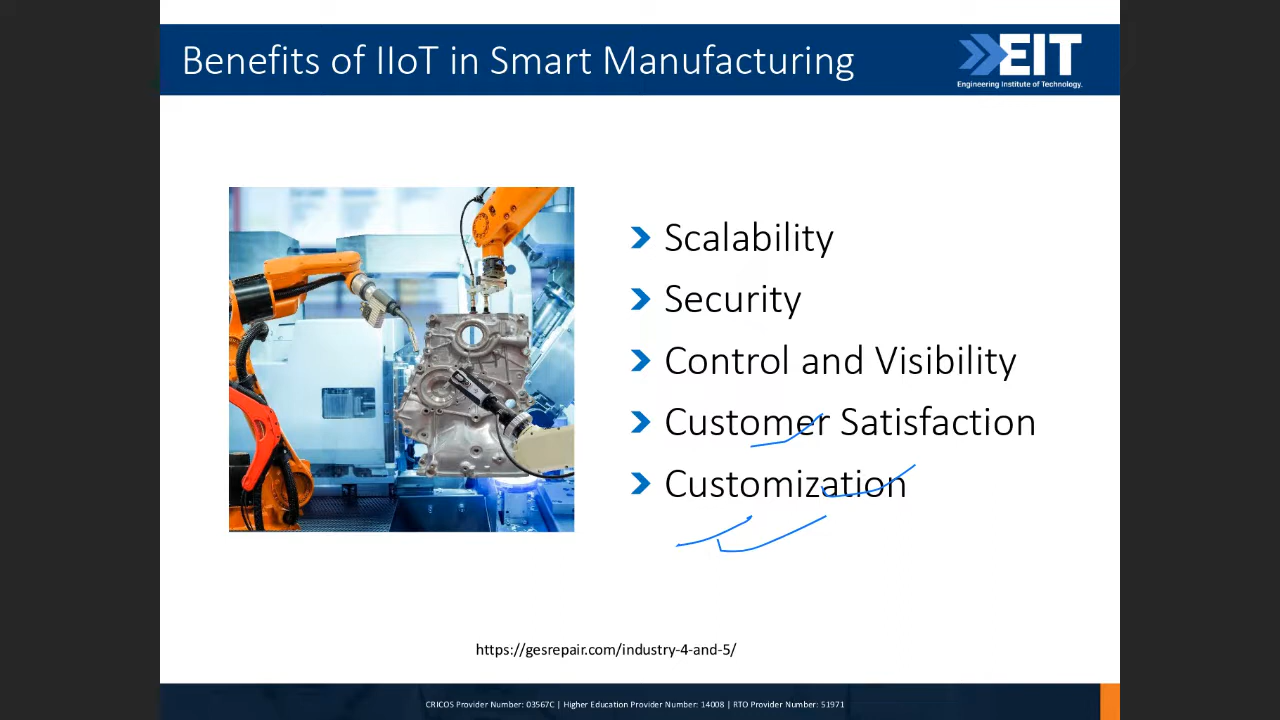 Benefits of IIoT in Smart Manufacturing
EIT
Engineering Institute of Technology.
Scalability
Security
Control and Visibility
Customer Satisfaction
Customization
https://gesrepair.com/industry-4-and-5/
CRICOS Provider Number: 03567C | Higher Education Provider Number: 14008 | RTO Provider Number: 51971